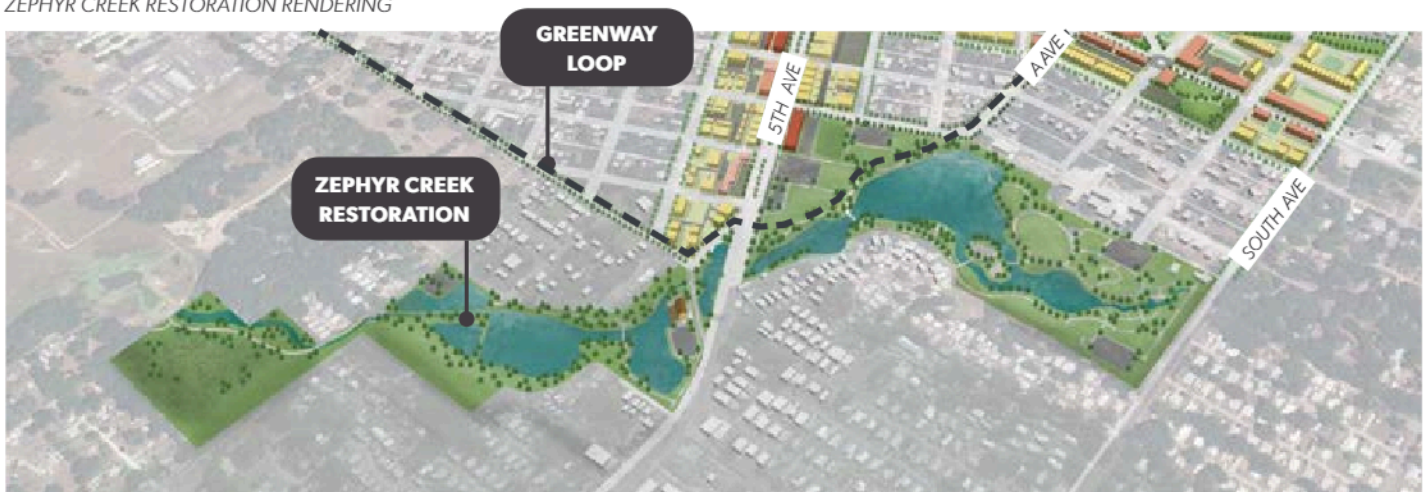 ZEPHYR CREEK RESTORATION RENDERING
GREENWAY
LOOP
A AVE
5TH AVE
ZEPHYR CREEK
RESTORATION
SOUTH AVE